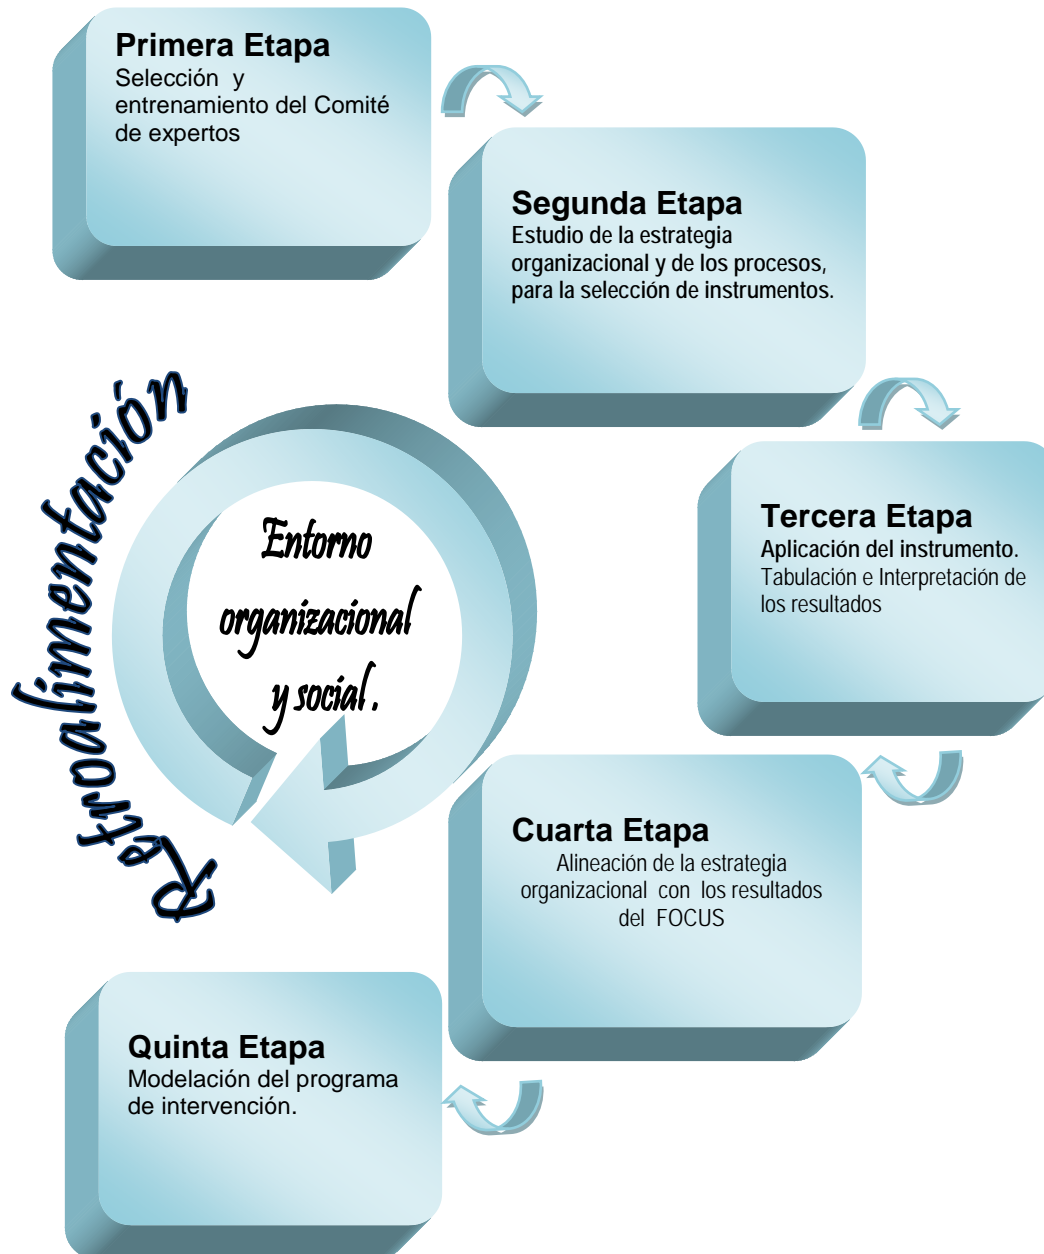 Primera Etapa
Selección y
entrenamiento del Comité
de expertos
Segunda Etapa
Estudio de la estrategia
organizacional y de los procesos,
para la selección de instrumentos.
Tercera Etapa
Aplicación del instrumento.
Tabulación e Interpretación de
los resultados
Retroalimentación
Entorno
organizacional
y social.
Cuarta Etapa
Alineación de la estrategia
organizacional con los resultados
del FOCUS
Quinta Etapa
Modelación del programa
de intervención.